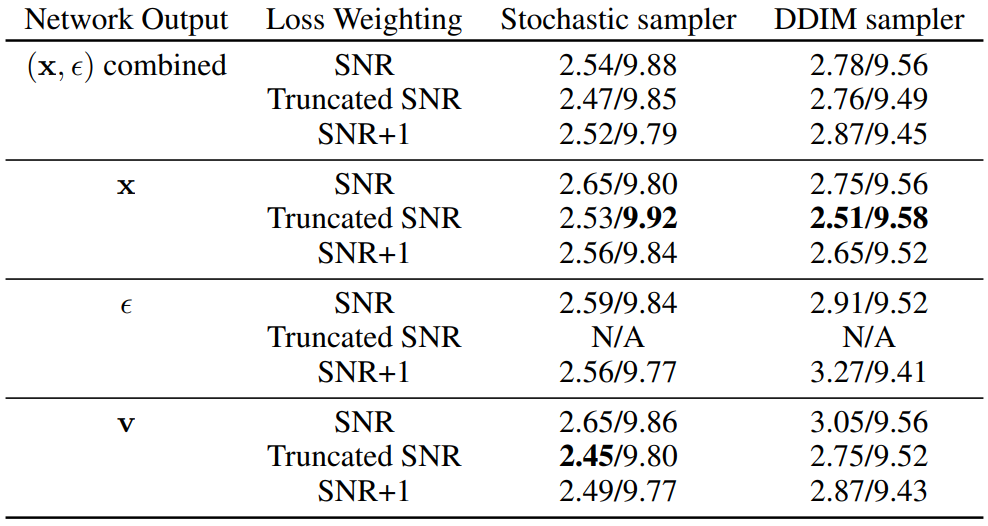 Network Output Loss Weighting Stochastic sampler DDIM sampler
(x, ϵ) combined SNR 2.54/9.88 2.78/9.56
Truncated SNR 2.47/9.85 2.76/9.49
SNR+1 2.52/9.79 2.87/9.45
x SNR 2.65/9.80 2.75/9.56
Truncated SNR 2.53/9.92 2.51/9.58
SNR+1 2.56/9.84 2.65/9.52
ϵ SNR 2.59/9.84 2.91/9.52
Truncated SNR N/A N/A
SNR+1 2.56/9.77 3.27/9.41
v SNR 2.65/9.86 3.05/9.56
Truncated SNR 2.45/9.80 2.75/9.52
SNR+1 2.49/9.77 2.87/9.43